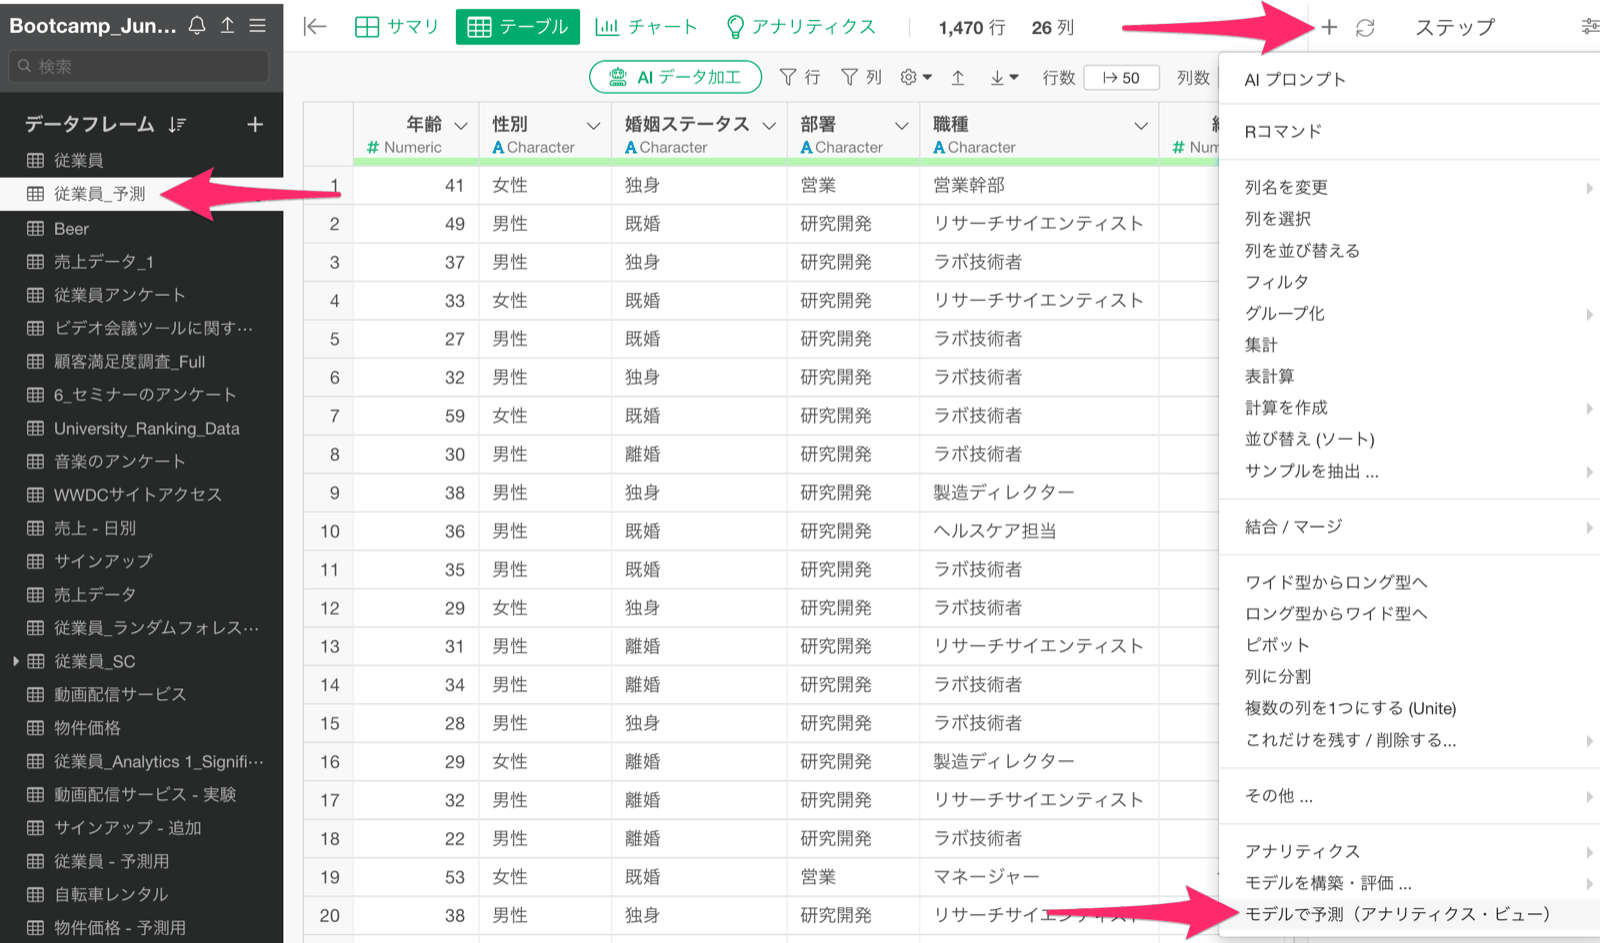 Bootcamp_Jun...
検索
データフレーム
従業員
従業員_予測
Beer
売上データ_1
従業員アンケート
ビデオ会議ツールに関す…
顧客満足度調査_Full
6_セミナーのアンケート
University_Ranking_Data
音楽のアンケート
WWDCサイトアクセス
売上 - 日別
サインアップ
売上データ
従業員_ランダムフォレス…
従業員_SC
動画配信サービス
物件価格
従業員_Analytics 1_Signifi…
動画配信サービス - 実験
サインアップ - 追加
従業員 - 予測用
自転車レンタル
物件価格 - 予測用
サマリ テーブル チャート アナリティクス 1,470 行 26 列
AI データ加工 行 列 行数 50 列数
年齢 性別 婚姻ステータス 部署 職種
Numeric Character Character Character Character Num
1 41 女性 独身 営業 営業幹部
2 49 男性 既婚 研究開発 リサーチサイエンティスト
3 37 男性 独身 研究開発 ラボ技術者
4 33 女性 既婚 研究開発 リサーチサイエンティスト
5 27 男性 既婚 研究開発 ラボ技術者
6 32 男性 独身 研究開発 ラボ技術者
7 59 女性 既婚 研究開発 ラボ技術者
8 30 男性 離婚 研究開発 ラボ技術者
9 38 男性 独身 研究開発 製造ディレクター
10 36 男性 既婚 研究開発 ヘルスケア担当
11 35 男性 既婚 研究開発 ラボ技術者
12 29 女性 独身 研究開発 ラボ技術者
13 31 男性 離婚 研究開発 リサーチサイエンティスト
14 34 男性 離婚 研究開発 ラボ技術者
15 28 男性 独身 研究開発 ラボ技術者
16 29 女性 離婚 研究開発 製造ディレクター
17 32 男性 離婚 研究開発 リサーチサイエンティスト
18 22 男性 離婚 研究開発 ラボ技術者
19 53 女性 既婚 営業 マネージャー
20 38 男性 独身 研究開発 リサーチサイエンティスト
ステップ
AI プロンプト
Rコマンド
列名を変更
列を選択
列を並び替える
フィルタ
グループ化
集計
表計算
計算を作成
並び替え (ソート)
サンプルを抽出 ...
結合 / マージ
ワイド型からロング型へ
ロング型からワイド型へ
ピボット
列に分割
複数の列を1つにする (Unite)
これだけを残す / 削除する...
その他 ...
アナリティクス
モデルを構築・評価 ...
モデルで予測（アナリティクス・ビュー）